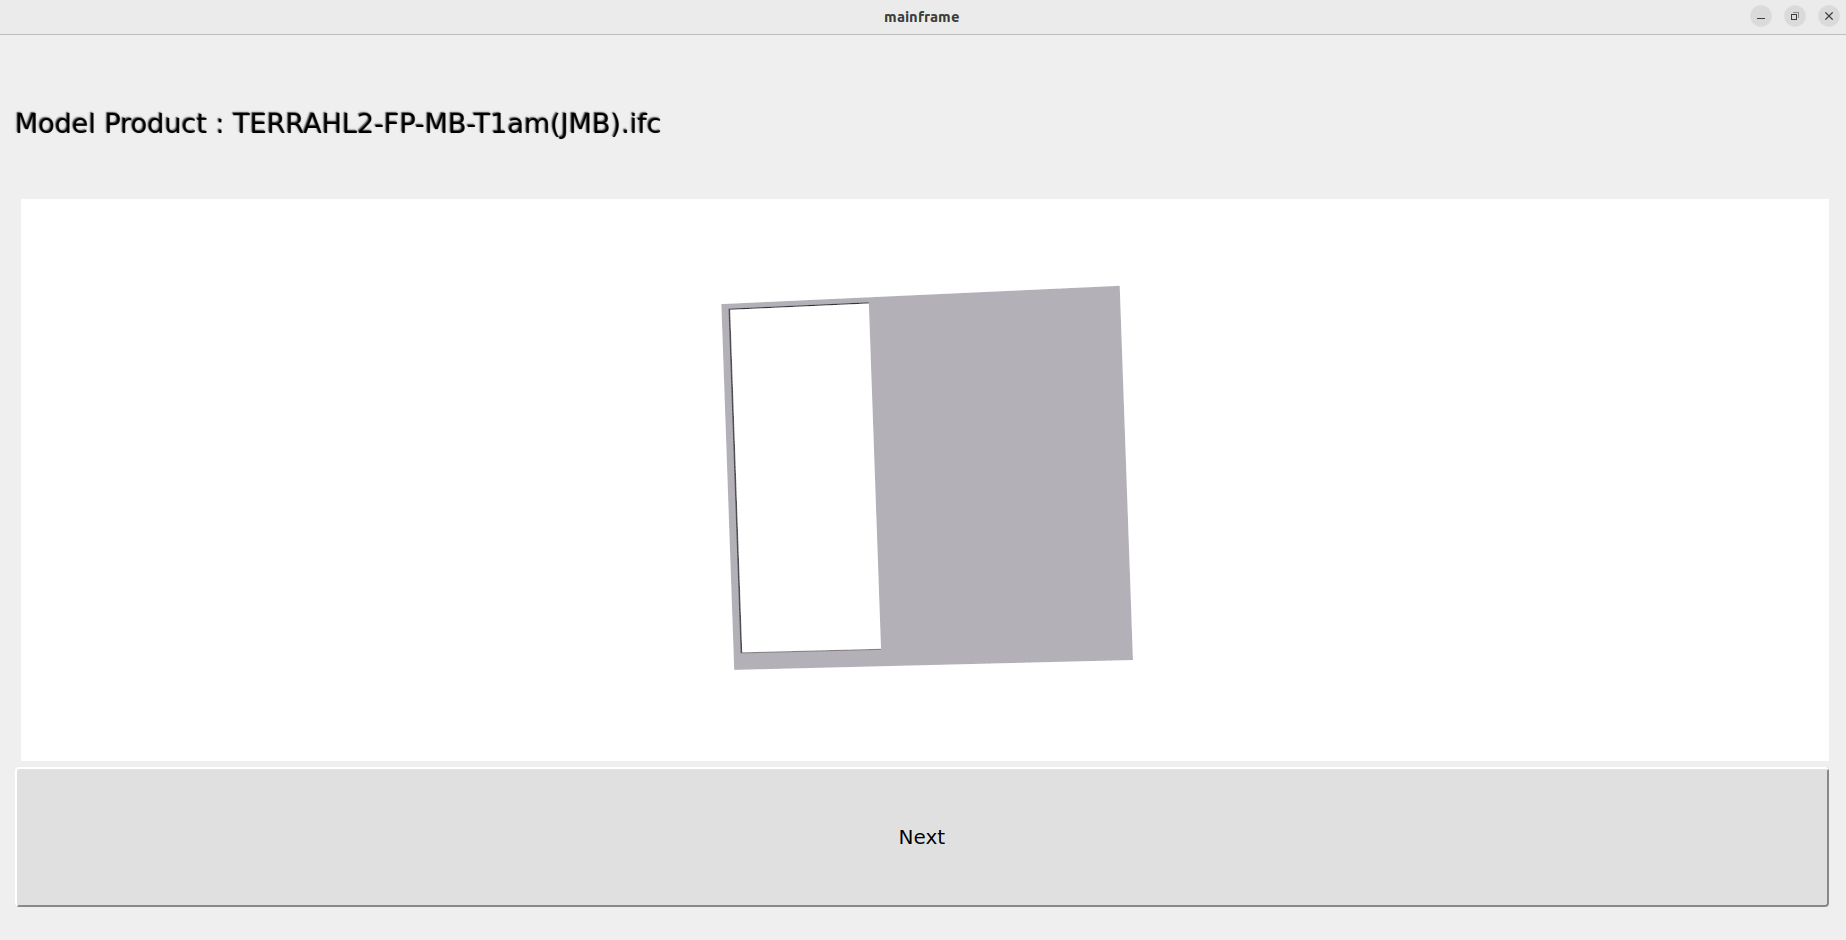 mainframe
Model Product : TERRAHL2-FP-MB-T1am(JMB).ifc
Next